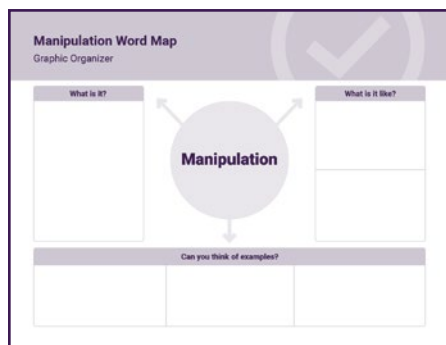 Manipulation Word Map
Graphic Organizer
What is it?
What is it like?
Manipulation
Can you think of examples?